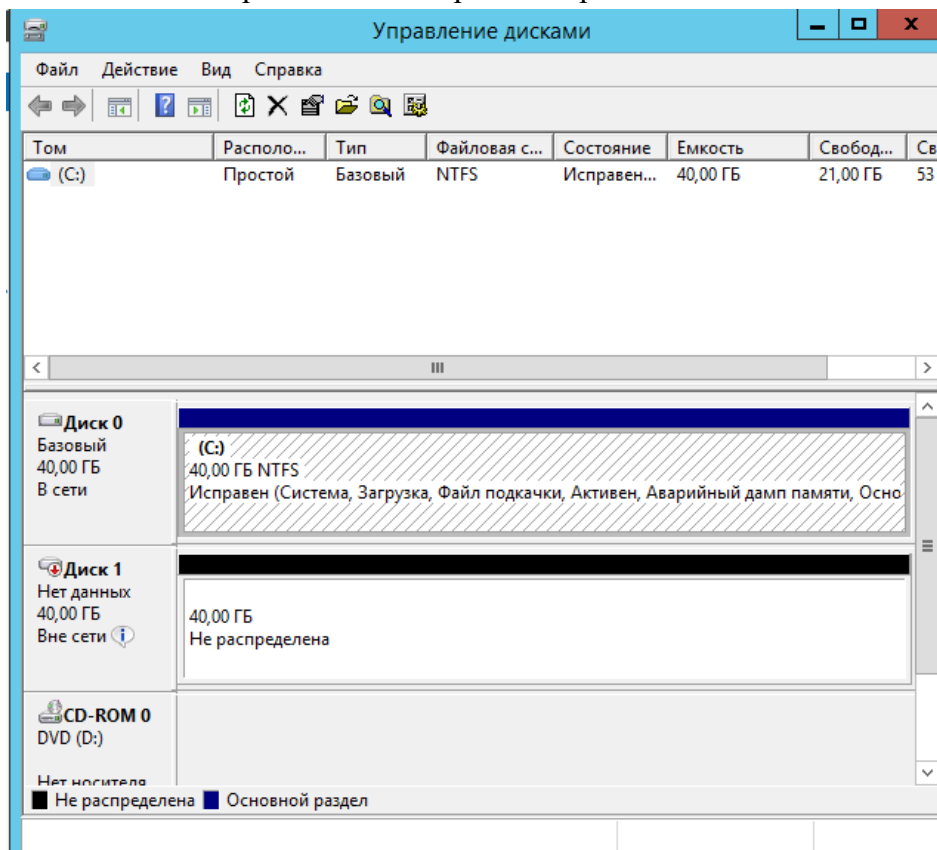 Управление дисками
Файл Действие Вид Справка
Том Располо... Тип Файловая с... Состояние Емкость Свобод... Св
(C:) Простой Базовый NTFS Исправен... 40,00 ГБ 21,00 ГБ 53
Диск 0
Базовый
40,00 ГБ
В сети
(C:)
40,00 ГБ NTFS
Исправен (Система, Загрузка, Файл подкачки, Активен, Аварийный дамп памяти, Осно
Диск 1
Нет данных
40,00 ГБ
Вне сети
40,00 ГБ
Не распределена
CD-ROM 0
DVD (D:)
Нет носителя
Не распределена Основной раздел